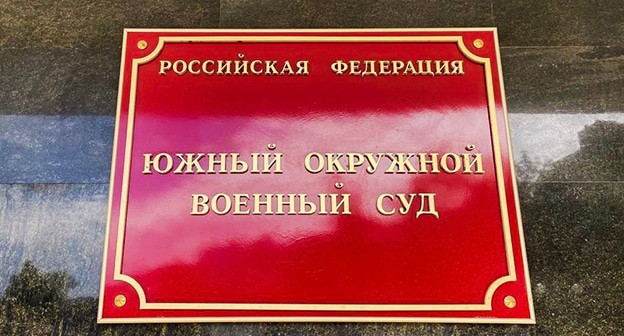 РОССИЙСКАЯ ФЕДЕРАЦИЯ
ЮЖНЫЙ ОКРУЖНОЙ
ВОЕННЫЙ СУД